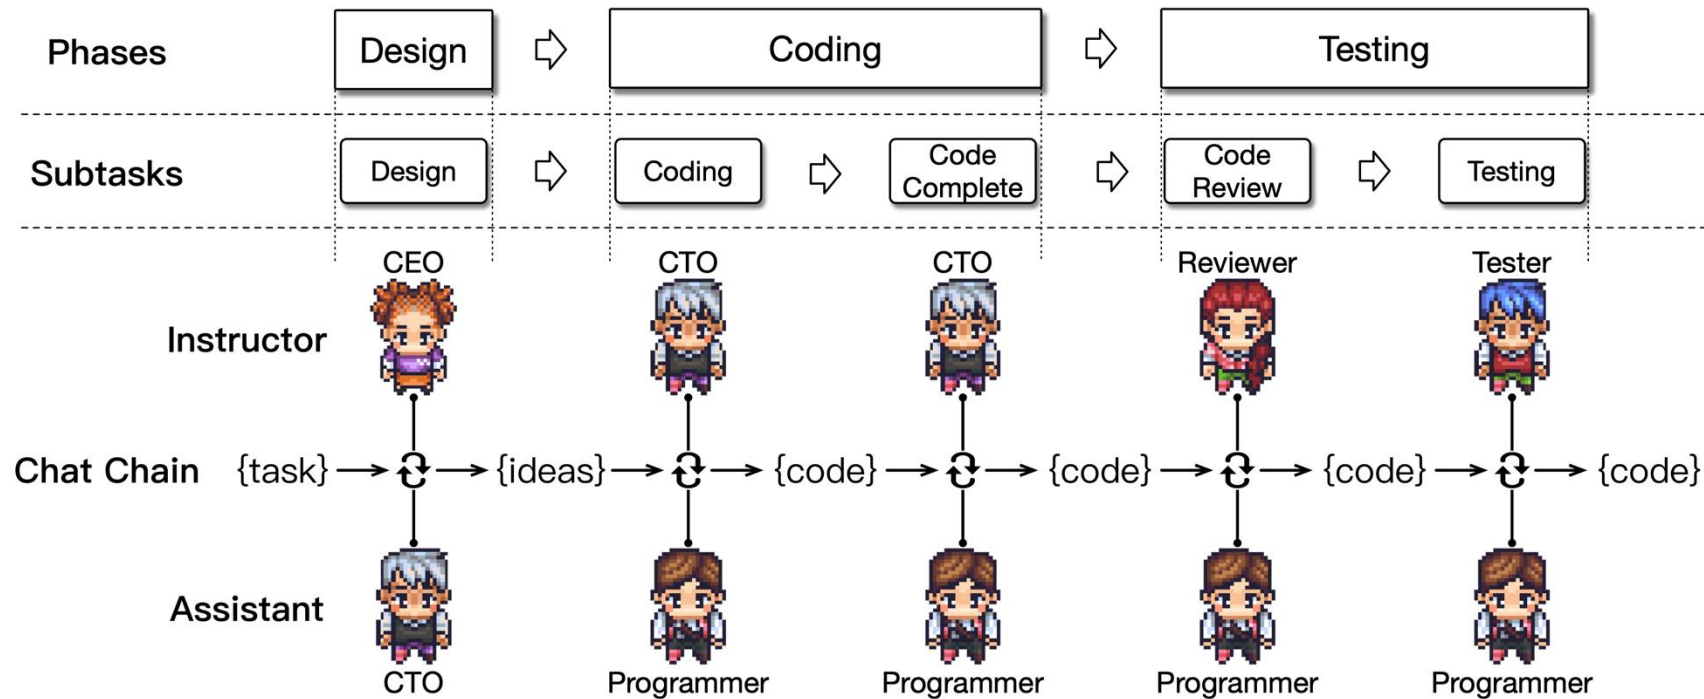 Phases
Design
Coding
Testing
Subtasks
Design
Coding
Code
Complete
Code
Review
Testing
CEO
CTO
CTO
Reviewer
Tester
Instructor
Chat Chain
{task}
{ideas}
{code}
{code}
{code}
{code}
Assistant
CTO
Programmer
Programmer
Programmer
Programmer